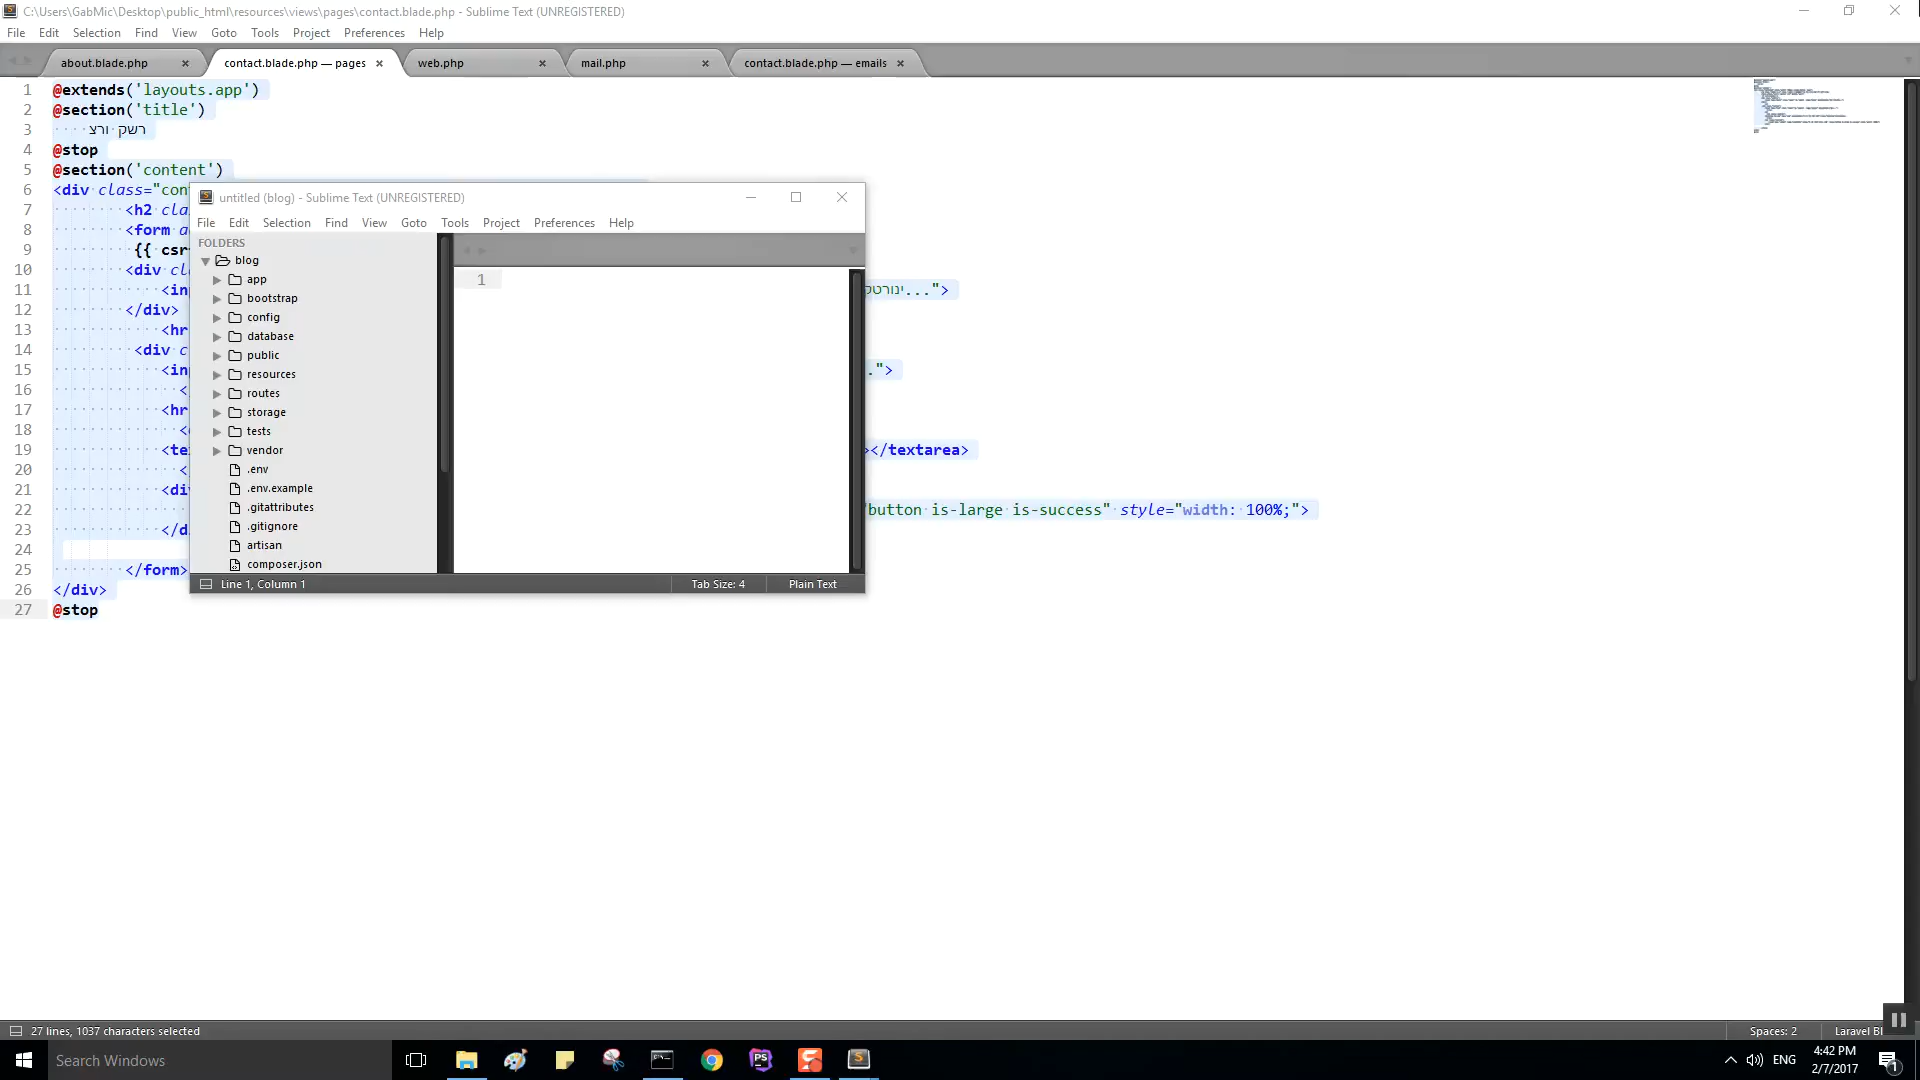 C:\Users\GabMic\Desktop\public_html\resources\views\pages\contact.blade.php - Sublime Text (UNREGISTERED)
File Edit Selection Find View Goto Tools Project Preferences Help
about.blade.php
contact.blade.php — pages
web.php
mail.php
contact.blade.php — emails
1 @extends('layouts.app')
2 @section('title')
3 רשק ורצ
4 @stop
5 @section('content')
6 <div class="con
7 <h2 cla
8 <form a
9 {{ csr
10 <div cl
11 <in ינורטק...">
12 </div>
13 <hr
14 <div c
15 <in .">
16 <
17 <hr
18 <
19 <te ></textarea>
20 <
21 <di
22 button is-large is-success" style="width: 100%;">
23 </d
24
25 </form>
26 </div>
27 @stop
untitled (blog) - Sublime Text (UNREGISTERED)
File Edit Selection Find View Goto Tools Project Preferences Help
FOLDERS
blog
app
bootstrap
config
database
public
resources
routes
storage
tests
vendor
.env
.env.example
.gitattributes
.gitignore
artisan
composer.json
1
Line 1, Column 1
Tab Size: 4
Plain Text
27 lines, 1037 characters selected
Spaces: 2
Laravel Bl
Search Windows
ENG
4:42 PM
2/7/2017
1